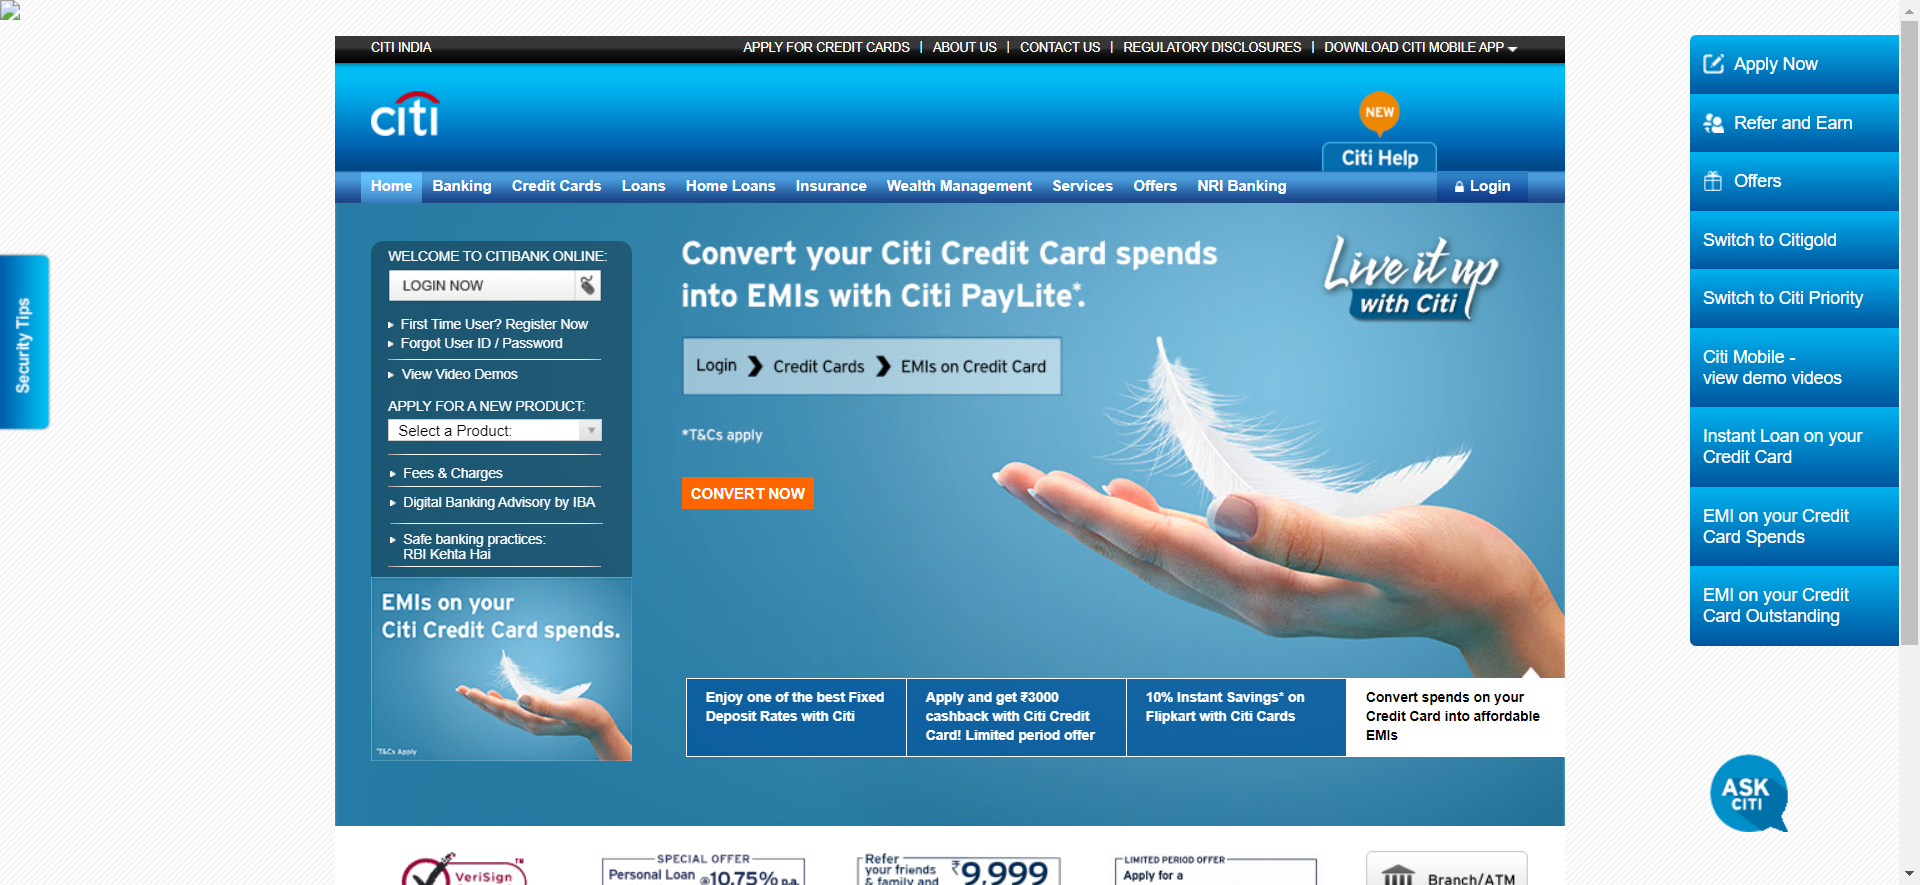 CITI INDIA
APPLY FOR CREDIT CARDS | ABOUT US | CONTACT US | REGULATORY DISCLOSURES | DOWNLOAD CITI MOBILE APP
citi
NEW
Citi Help
Home Banking Credit Cards Loans Home Loans Insurance Wealth Management Services Offers NRI Banking Login
Security Tips
WELCOME TO CITIBANK ONLINE:
LOGIN NOW
First Time User? Register Now
Forgot User ID / Password
View Video Demos
APPLY FOR A NEW PRODUCT:
Select a Product:
Fees & Charges
Digital Banking Advisory by IBA
Safe banking practices:
RBI Kehta Hai
EMIs on your
Citi Credit Card spends.
*T&Cs Apply
Convert your Citi Credit Card spends
into EMIs with Citi PayLite*.
Login > Credit Cards > EMIs on Credit Card
*T&Cs apply
CONVERT NOW
Live it up
with Citi
Enjoy one of the best Fixed
Deposit Rates with Citi
Apply and get ₹3000
cashback with Citi Credit
Card! Limited period offer
10% Instant Savings* on
Flipkart with Citi Cards
Convert spends on your
Credit Card into affordable
EMIs
Apply Now
Refer and Earn
Offers
Switch to Citigold
Switch to Citi Priority
Citi Mobile -
view demo videos
Instant Loan on your
Credit Card
EMI on your Credit
Card Spends
EMI on your Credit
Card Outstanding
ASK
CITI
VeriSign™
SPECIAL OFFER
Personal Loan @10.75% p.a.
Refer
your friends
& family and
₹9,999
LIMITED PERIOD OFFER
Apply for a
Branch/ATM